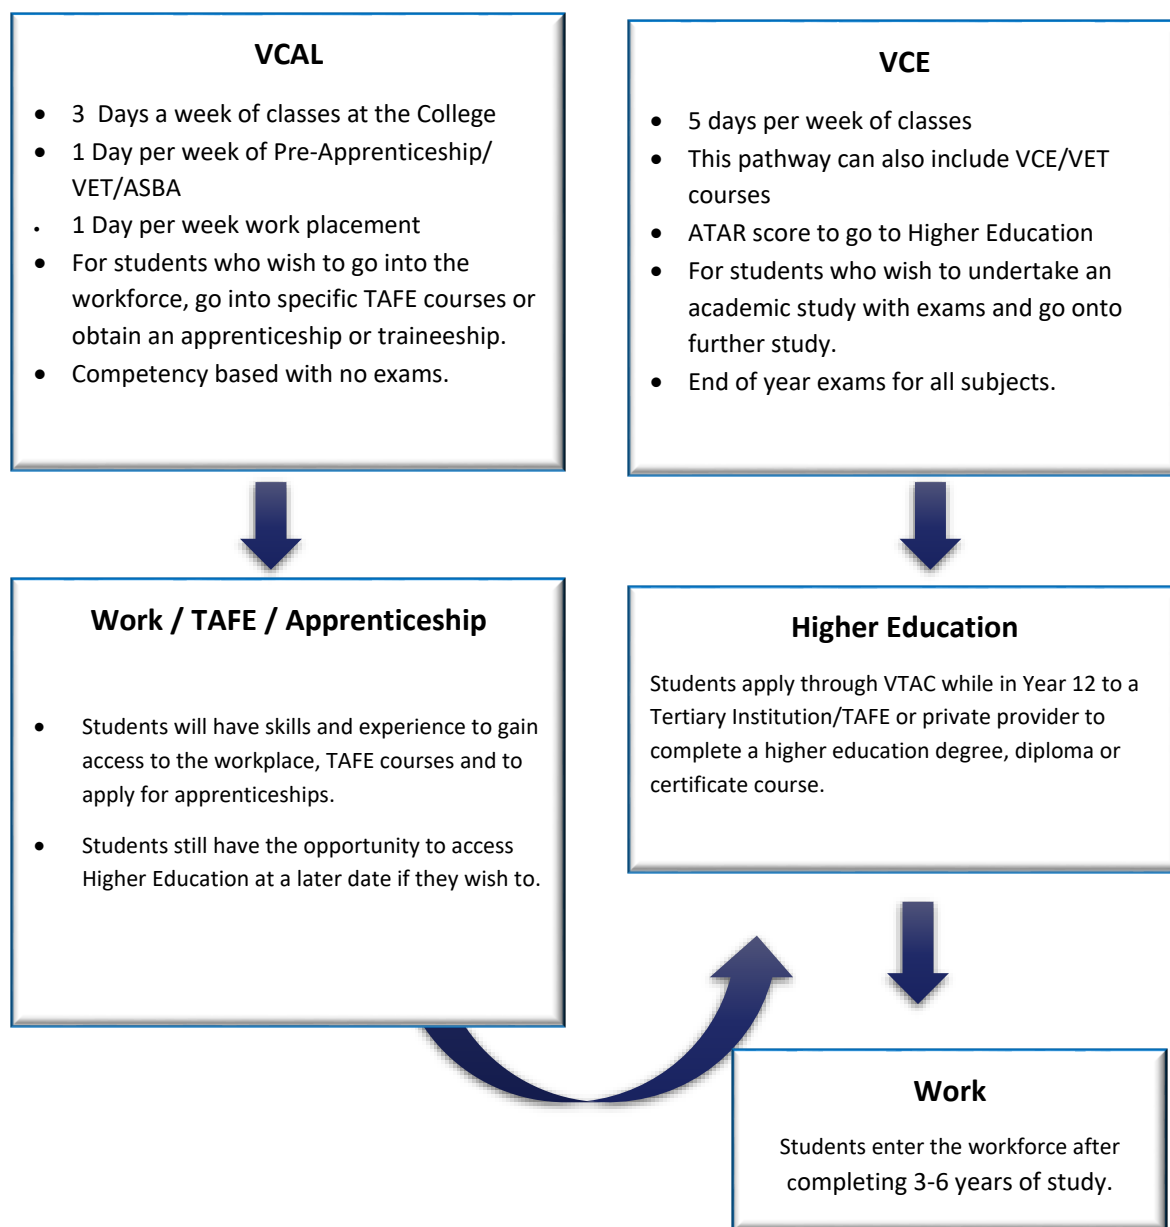 VCAL
• 3 Days a week of classes at the College
• 1 Day per week of Pre-Apprenticeship/
VET/ASBA
• 1 Day per week work placement
• For students who wish to go into the
workforce, go into specific TAFE courses or
obtain an apprenticeship or traineeship.
• Competency based with no exams.
VCE
• 5 days per week of classes
• This pathway can also include VCE/VET
courses
• ATAR score to go to Higher Education
• For students who wish to undertake an
academic study with exams and go onto
further study.
• End of year exams for all subjects.
Work / TAFE / Apprenticeship
• Students will have skills and experience to gain
access to the workplace, TAFE courses and to
apply for apprenticeships.
• Students still have the opportunity to access
Higher Education at a later date if they wish to.
Higher Education
Students apply through VTAC while in Year 12 to a
Tertiary Institution/TAFE or private provider to
complete a higher education degree, diploma or
certificate course.
Work
Students enter the workforce after
completing 3-6 years of study.